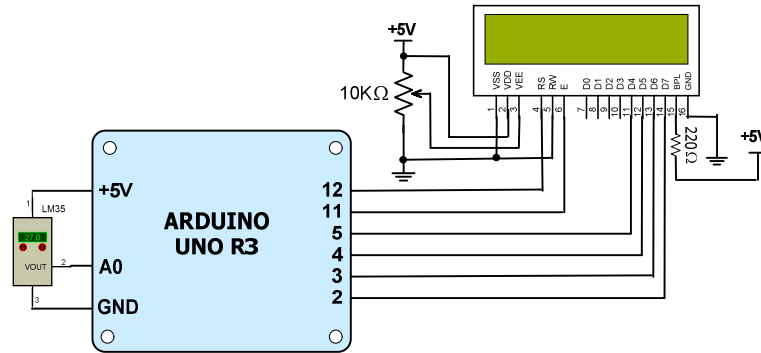 +5V
10KΩ
VSS VDD VEE RS RW E D0 D1 D2 D3 D4 D5 D6 D7 BPL GND
1 2 3 4 5 6 7 8 9 10 11 12 13 14 15 16
220Ω
+5V
+5V
12
1
LM35
ARDUINO
11
27.0
UNO R3
5
VOUT
2
A0
4
3
3
GND
2